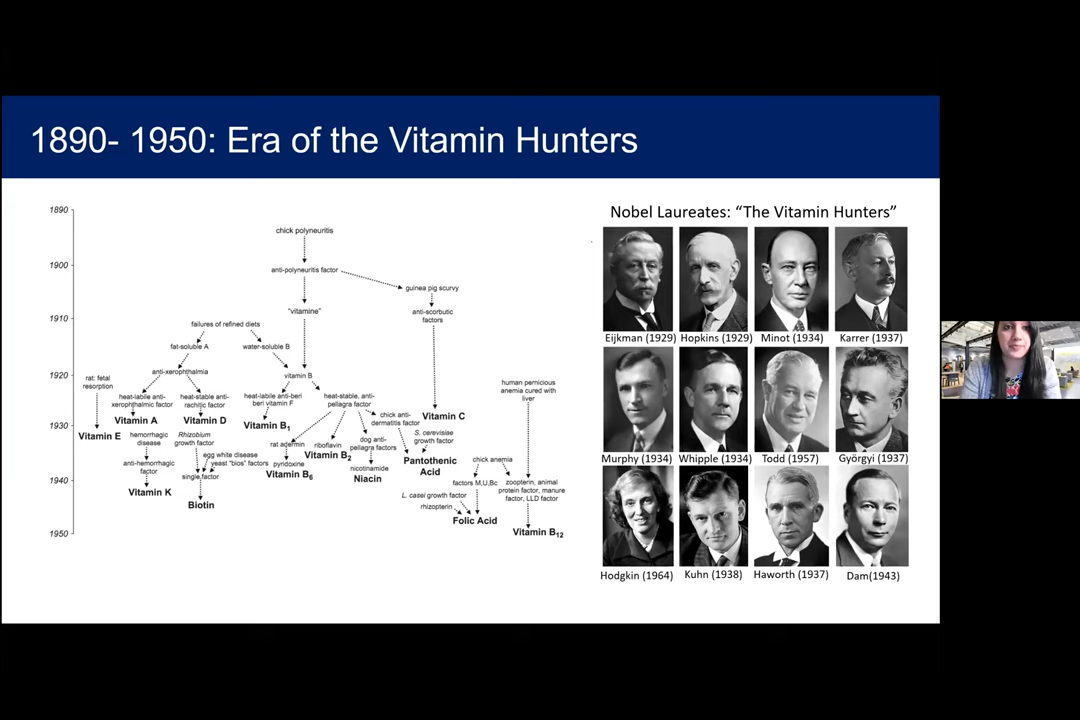 1890- 1950: Era of the Vitamin Hunters
1890
1900
1910
1920
1930
1940
1950
chick polyneuritis
anti-polyneuritis factor
guinea pig scurvy
"vitamine"
anti-scorbutic
factors
failures of refined diets
fat-soluble A
water-soluble B
anti-xerophthalmia
vitamin B
rat: fetal
resorption
human pernicious
anemia cured with
liver
heat-labile anti-
xerophthalmic factor
heat-stable anti-
rachitic factor
heat-labile anti-beri
beri vitamin F
heat-stable, anti-
pellagra factor
chick anti-
dermatitis factor
Vitamin C
Vitamin A
Vitamin D
Vitamin B1
Vitamin E
hemorrhagic
disease
Rhizobium
growth factor
S. cerevisiae
growth factor
rat adermin
riboflavin
Vitamin B2
dog anti-
pellagra factors
egg white disease
yeast "bios" factors
anti-hemorrhagic
factor
pyridoxine
Vitamin B6
nicotinamide
Niacin
Pantothenic
Acid
chick anemia
single factor
factors M,U,Bc
zoopterin, animal
protein factor, manure
factor, LLD factor
Vitamin K
Biotin
L. casei growth factor
rhizopterin
Folic Acid
Vitamin B12
Nobel Laureates: "The Vitamin Hunters"
Eijkman (1929) Hopkins (1929) Minot (1934) Karrer (1937)
Murphy (1934) Whipple (1934) Todd (1957) Györgyi (1937)
Hodgkin (1964) Kuhn (1938) Haworth (1937) Dam(1943)